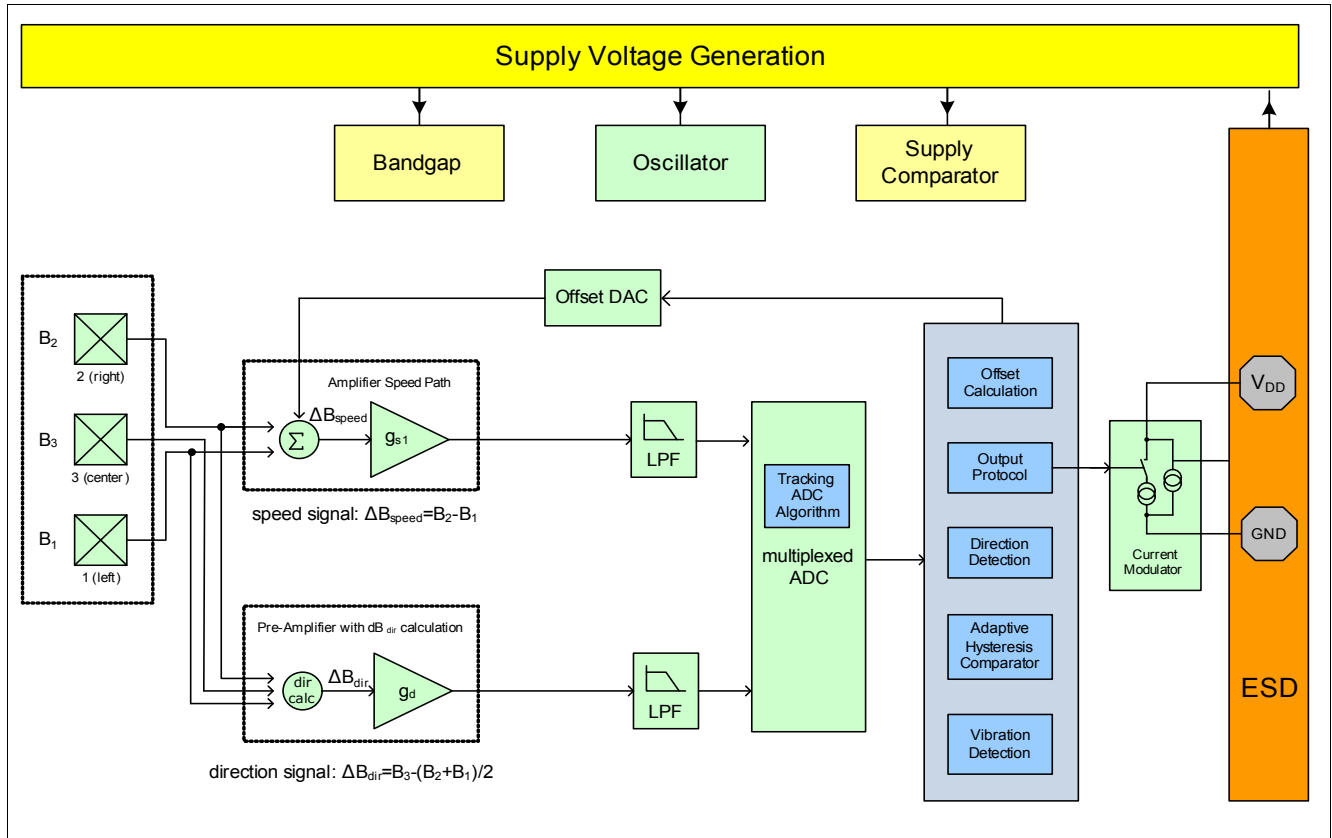 Supply Voltage Generation
Bandgap
Oscillator
Supply
Comparator
Offset DAC
B₂
2 (right)
B₃
3 (center)
B₁
1 (left)
Amplifier Speed Path
ΔBspeed
Σ
gs1
speed signal: ΔBspeed=B₂-B₁
LPF
Pre-Amplifier with dB dir calculation
ΔBdir
dir
calc
gd
direction signal: ΔBdir=B₃-(B₂+B₁)/2
LPF
Tracking
ADC
Algorithm
multiplexed
ADC
Offset
Calculation
Output
Protocol
Direction
Detection
Adaptive
Hysteresis
Comparator
Vibration
Detection
Current
Modulator
VDD
GND
ESD